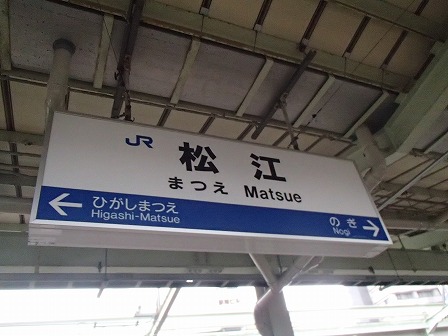 JR 松江
まつえ Matsue
← ひがしまつえ のぎ →
Higashi-Matsue Nogi